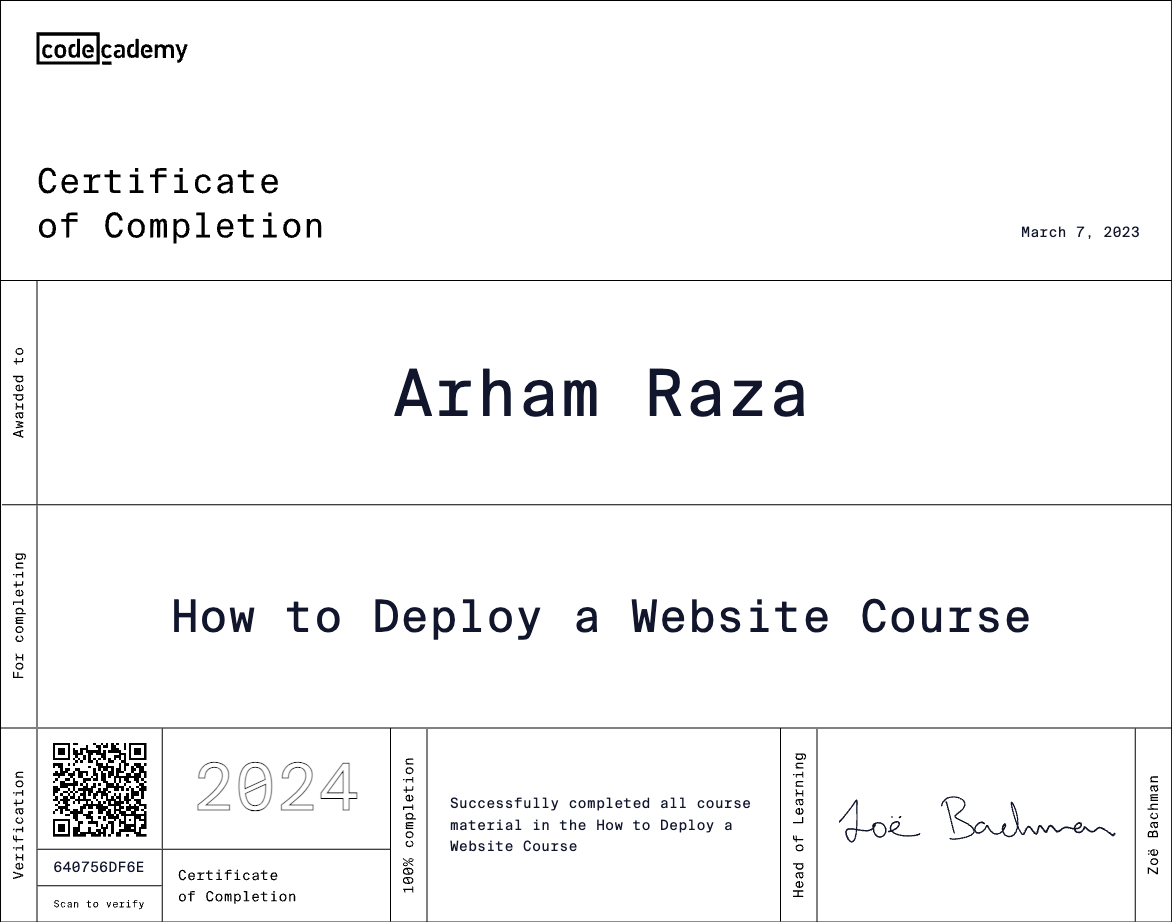 codecademy
Certificate
of Completion
March 7, 2023
Awarded to
Arham Raza
For completing
How to Deploy a Website Course
Verification
640756DF6E
Scan to verify
2024
Certificate
of Completion
100% completion
Successfully completed all course
material in the How to Deploy a
Website Course
Head of Learning
Zoë Bachman
Zoë Bachman